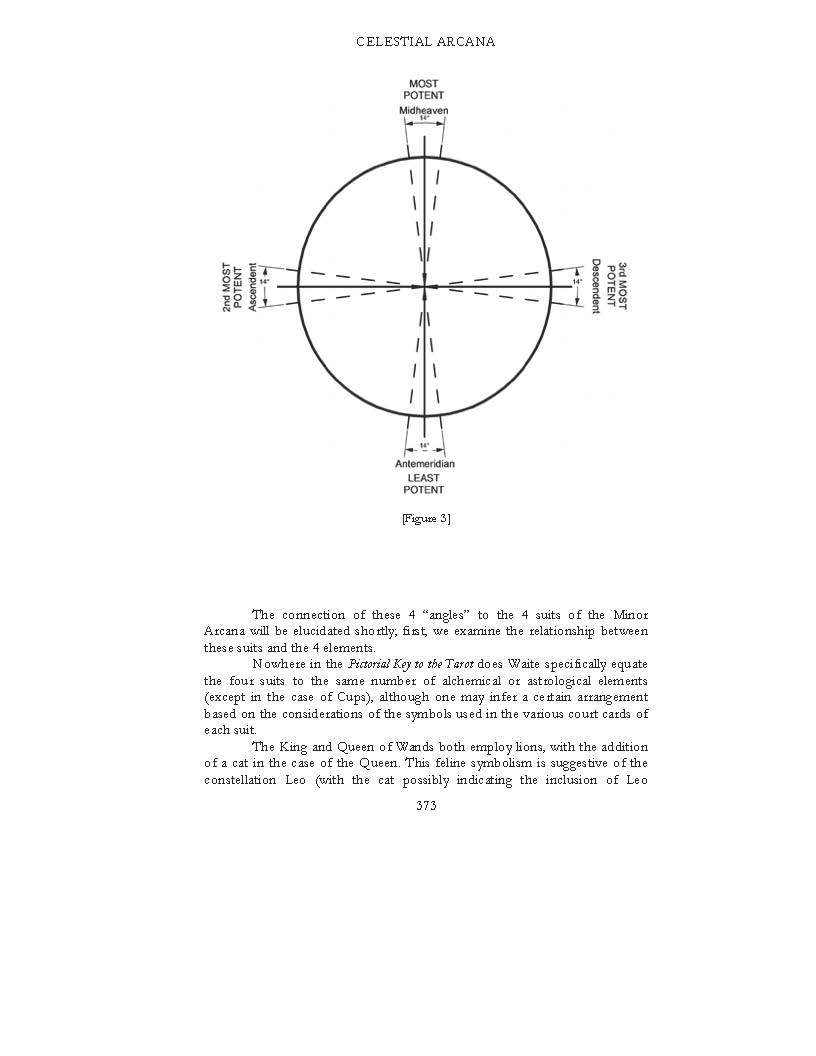 CELESTIAL ARCANA
MOST
POTENT
Midheaven
14°
2nd MOST
POTENT
Ascendent
14°
3rd MOST
POTENT
Descendent
14°
14°
Antemeridian
LEAST
POTENT
[Figure 3]
The connection of these 4 “angles” to the 4 suits of the Minor
Arcana will be elucidated shortly; first, we examine the relationship between
these suits and the 4 elements.
Nowhere in the Pictorial Key to the Tarot does Waite specifically equate
the four suits to the same number of alchemical or astrological elements
(except in the case of Cups), although one may infer a certain arrangement
based on the considerations of the symbols used in the various court cards of
each suit.
The King and Queen of Wands both employ lions, with the addition
of a cat in the case of the Queen. This feline symbolism is suggestive of the
constellation Leo (with the cat possibly indicating the inclusion of Leo
373